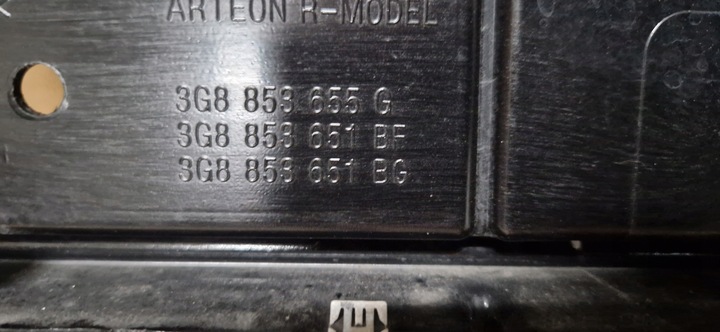 ARTEON R-MODEL
3G8 853 655 G
3G8 853 651 BF
3G8 853 651 BG